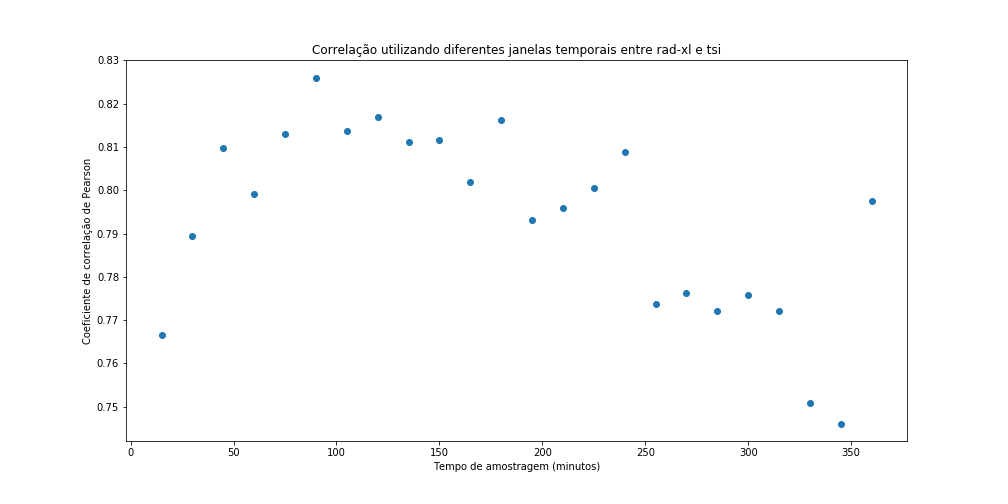 Correlação utilizando diferentes janelas temporais entre rad-xl e tsi
0.83
0.82
0.81
0.80
0.79
0.78
0.77
0.76
0.75
Coeficiente de correlação de Pearson
0 50 100 150 200 250 300 350
Tempo de amostragem (minutos)